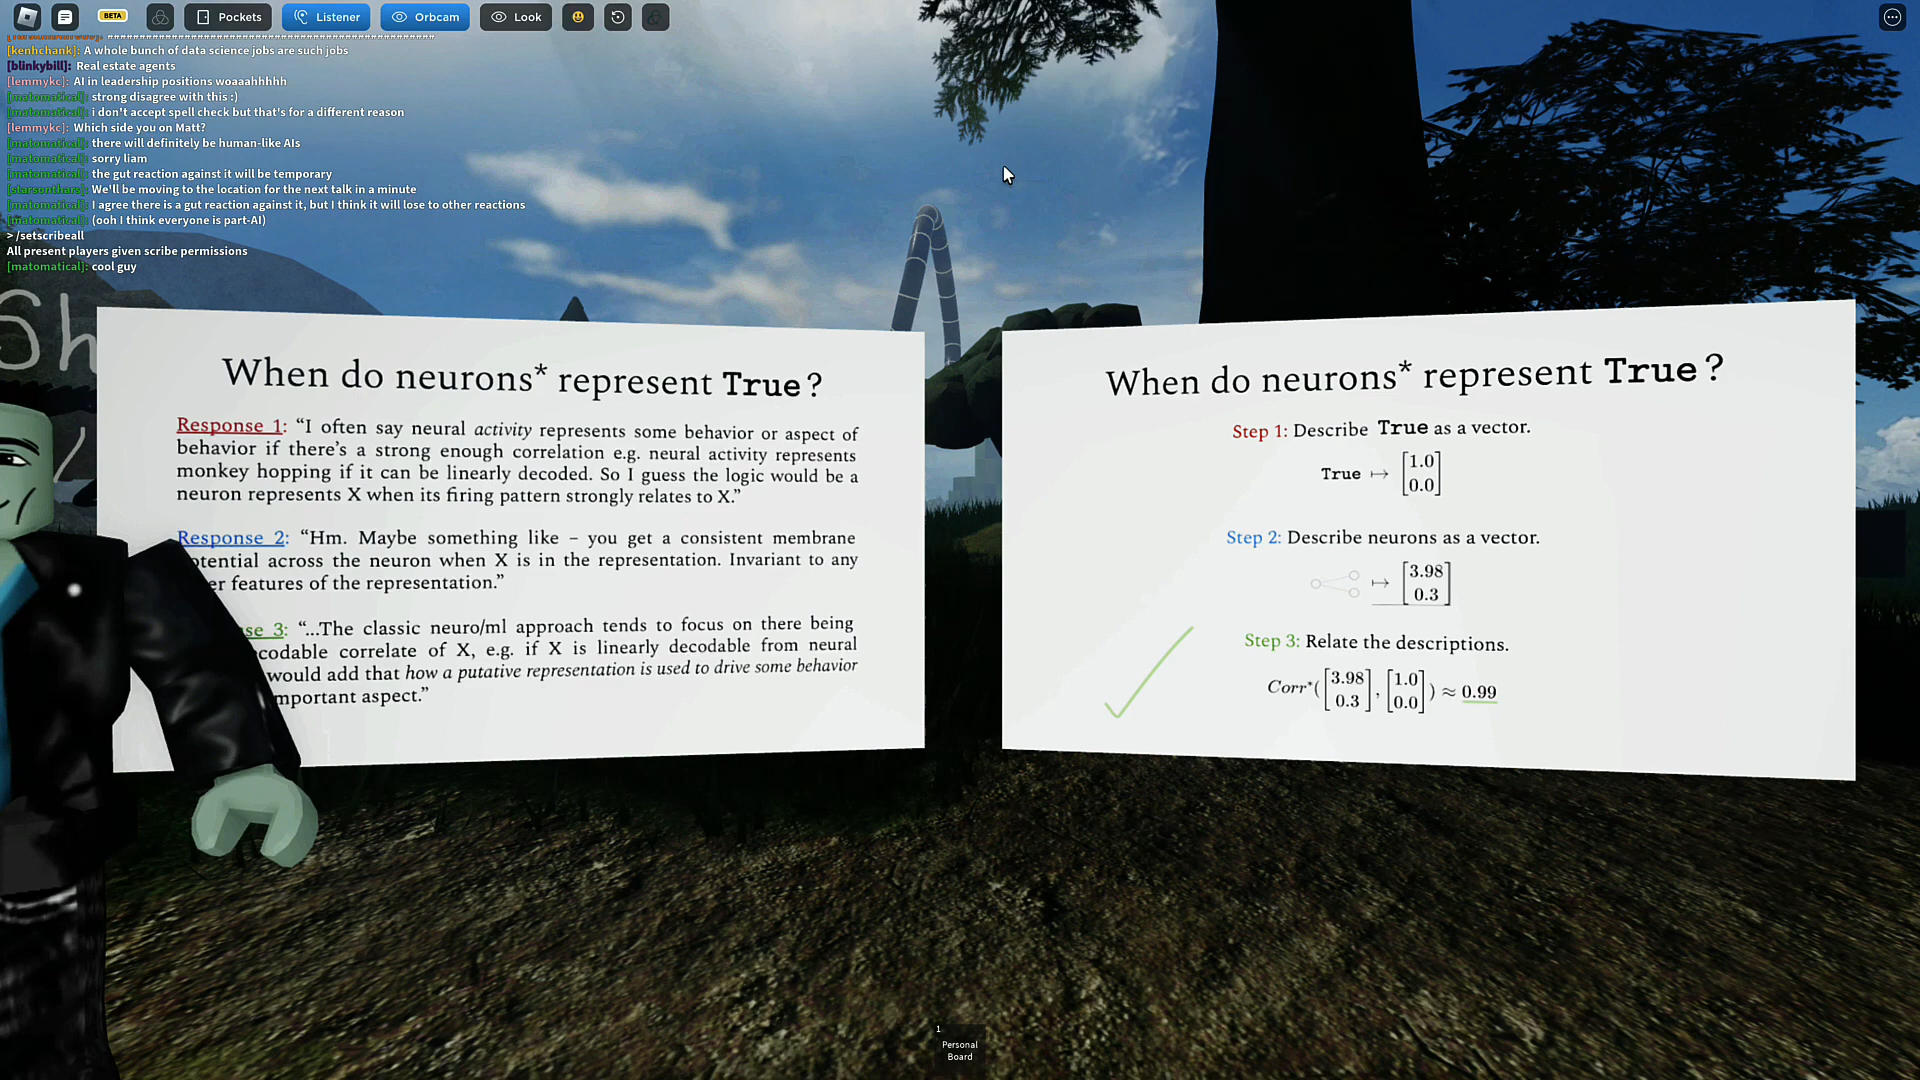 BETA
Pockets
Listener
Orbcam
Look
[kenhchank]: A whole bunch of data science jobs are such jobs
[blinkybill]: Real estate agents
[lemmykc]: AI in leadership positions woaaahhhhh
[matomatical]: strong disagree with this :)
[matomatical]: i don't accept spell check but that's for a different reason
[lemmykc]: Which side you on Matt?
[matomatical]: there will definitely be human-like AIs
[matomatical]: sorry liam
[matomatical]: the gut reaction against it will be temporary
[starsonthars]: We'll be moving to the location for the next talk in a minute
[matomatical]: I agree there is a gut reaction against it, but I think it will lose to other reactions
[matomatical]: (ooh I think everyone is part-AI)
> /setscribeall
All present players given scribe permissions
[matomatical]: cool guy
Sh
When do neurons* represent True?
Response 1: “I often say neural activity represents some behavior or aspect of
behavior if there's a strong enough correlation e.g. neural activity represents
monkey hopping if it can be linearly decoded. So I guess the logic would be a
neuron represents X when its firing pattern strongly relates to X.”
Response 2: “Hm. Maybe something like – you get a consistent membrane
otential across the neuron when X is in the representation. Invariant to any
er features of the representation.”
se 3: “...The classic neuro/ml approach tends to focus on there being
codable correlate of X, e.g. if X is linearly decodable from neural
would add that how a putative representation is used to drive some behavior
mportant aspect.”
When do neurons* represent True?
Step 1: Describe True as a vector.
True ↦ [1.0
0.0]
Step 2: Describe neurons as a vector.
↦ [3.98
0.3]
Step 3: Relate the descriptions.
Corr*([3.98
0.3], [1.0
0.0]) ≈ 0.99
1
Personal
Board